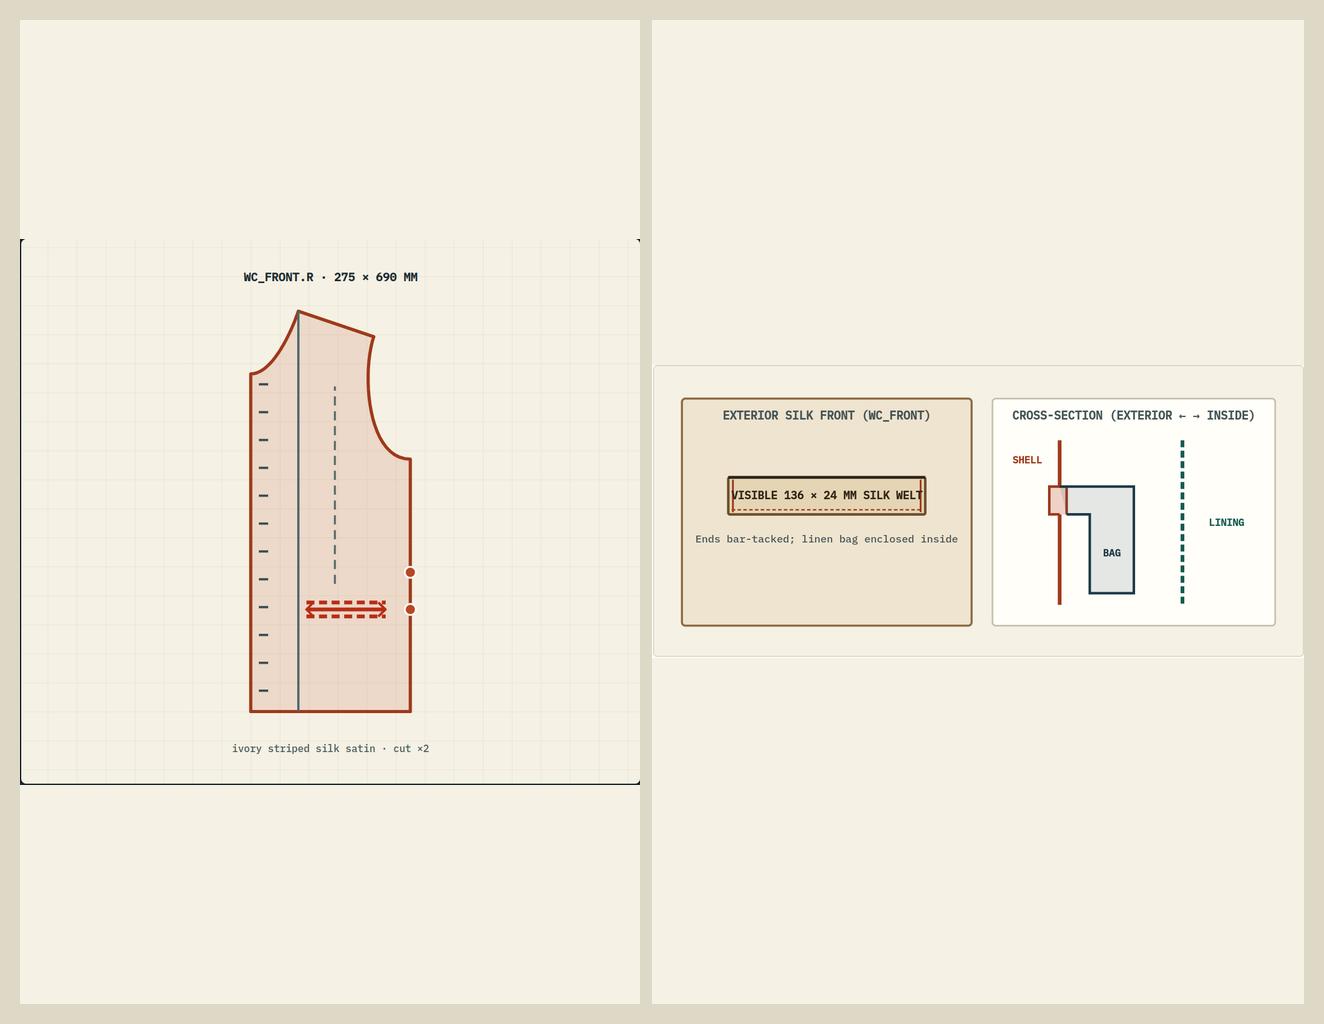 WC_FRONT.R · 275 × 690 MM
ivory striped silk satin · cut ×2
EXTERIOR SILK FRONT (WC_FRONT)
VISIBLE 136 × 24 MM SILK WELT
Ends bar-tacked; linen bag enclosed inside
CROSS-SECTION (EXTERIOR ← → INSIDE)
SHELL
LINING
BAG